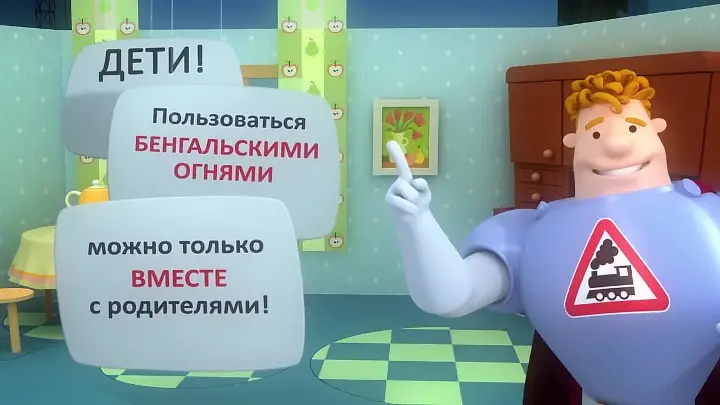 ДЕТИ!
Пользоваться
БЕНГАЛЬСКИМИ
ОГНЯМИ
можно только
ВМЕСТЕ
с родителями!